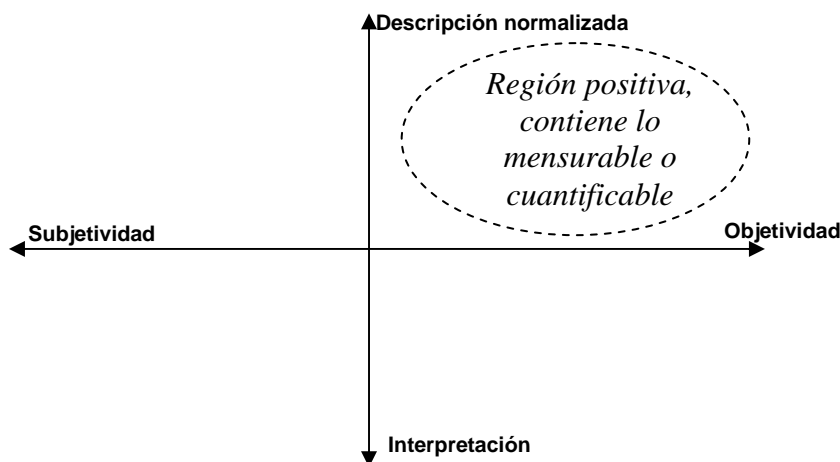 Descripción normalizada
Región positiva,
contiene lo
mensurable o
cuantificable
Subjetividad
Objetividad
Interpretación